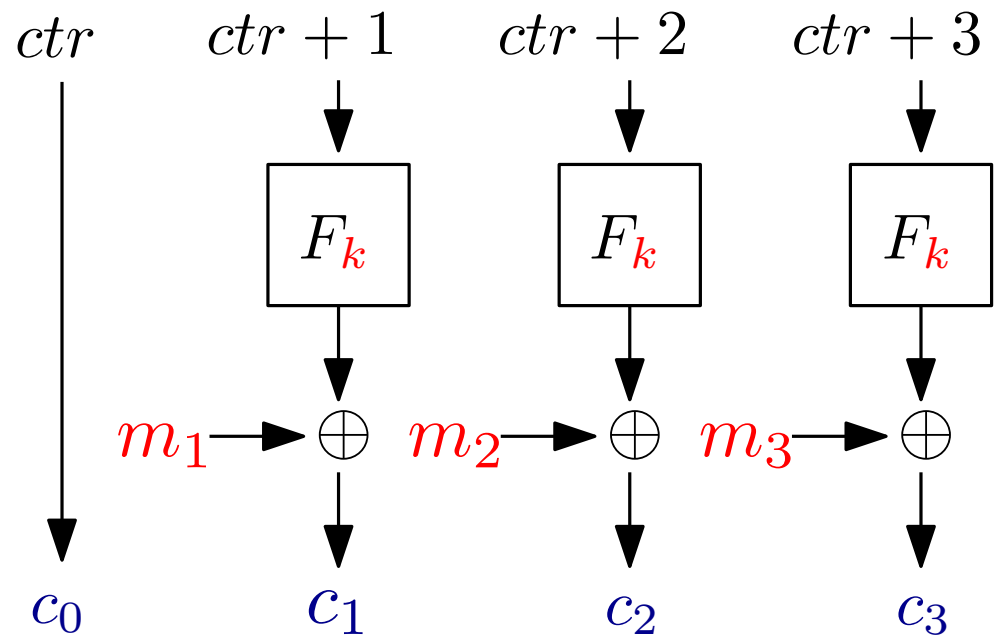 ctr ctr + 1 ctr + 2 ctr + 3
F_k F_k F_k
m_1 ⊕ m_2 ⊕ m_3 ⊕
c_0 c_1 c_2 c_3